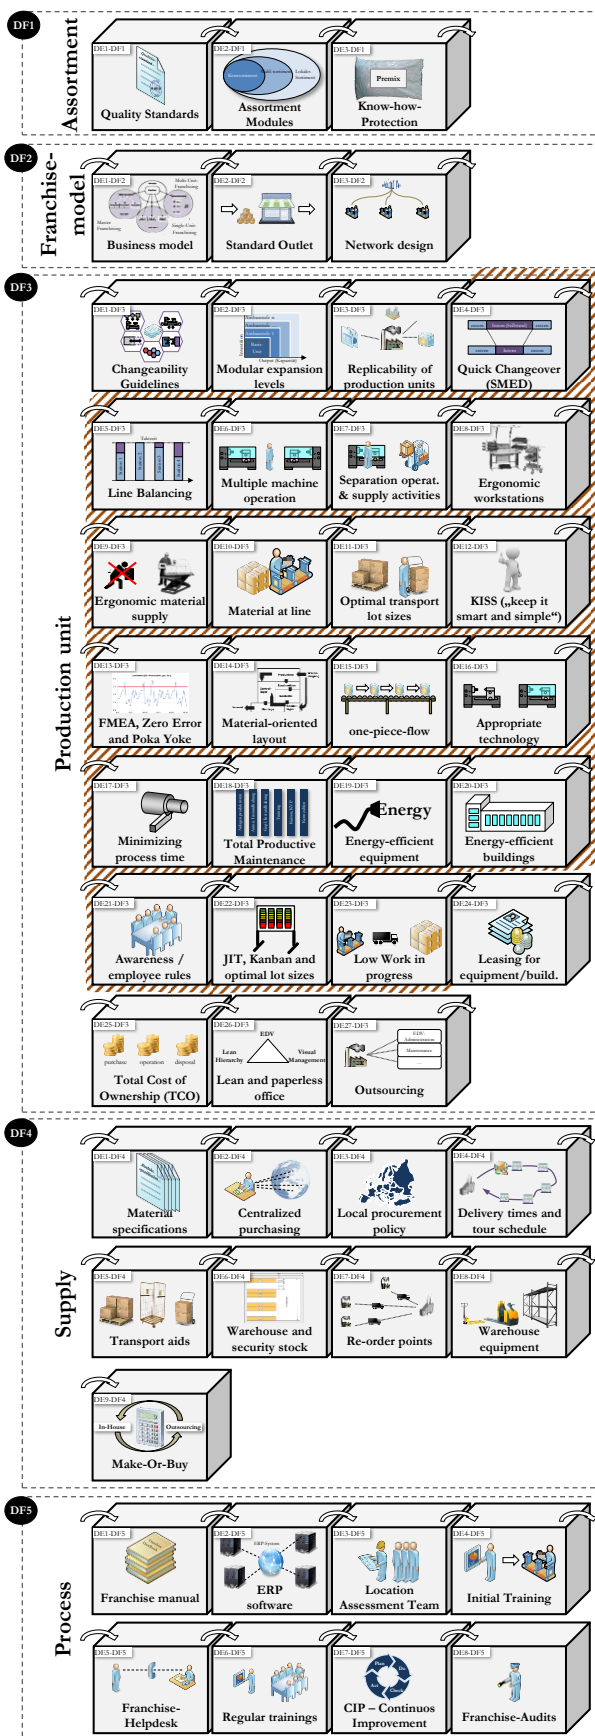 DF1
Assortment
DE1-DF1
Quality Standards
DE2-DF1
Assortment
Modules
DE3-DF1
Premix
Know-how-
Protection
DF2
Franchise-
model
DE1-DF2
Multi-Unit
Franchising
Master
Franchising
Single-Unit
Franchising
Business model
DE2-DF2
Standard Outlet
DE3-DF2
Network design
DF3
Production unit
DE1-DF3
Changeability
Guidelines
DE2-DF3
Output (Kapazität)
Modular expansion
levels
DE3-DF3
Replicability of
production units
DE4-DF3
Quick Changeover
(SMED)
DE5-DF3
Line Balancing
DE6-DF3
Multiple machine
operation
DE7-DF3
Separation operat.
& supply activities
DE8-DF3
Ergonomic
workstations
DE9-DF3
Ergonomic material
supply
DE10-DF3
Material at line
DE11-DF3
Optimal transport
lot sizes
DE12-DF3
KISS („keep it
smart and simple“)
DE13-DF3
FMEA, Zero Error
and Poka Yoke
DE14-DF3
Material-oriented
layout
DE15-DF3
one-piece-flow
DE16-DF3
Appropriate
technology
DE17-DF3
Minimizing
process time
DE18-DF3
Total Productive
Maintenance
DE19-DF3
Energy
Energy-efficient
equipment
DE20-DF3
Energy-efficient
buildings
DE21-DF3
Awareness /
employee rules
DE22-DF3
JIT, Kanban and
optimal lot sizes
DE23-DF3
Low Work in
progress
DE24-DF3
Leasing for
equipment/build.
DE25-DF3
purchase operation disposal
Total Cost of
Ownership (TCO)
DE26-DF3
EDV
Lean
Hierarchy
Visual
Management
Lean and paperless
office
DE27-DF3
EDV-
Administration
Maintenance
...
Outsourcing
DF4
Supply
DE1-DF4
Material
specifications
DE2-DF4
Centralized
purchasing
DE3-DF4
Local procurement
policy
DE4-DF4
Delivery times and
tour schedule
DE5-DF4
Transport aids
DE6-DF4
Warehouse and
security stock
DE7-DF4
Re-order points
DE8-DF4
Warehouse
equipment
DE9-DF4
In-House
Outsourcing
Make-Or-Buy
DF5
Process
DE1-DF5
Franchise manual
DE2-DF5
ERP-System
ERP
software
DE3-DF5
Location
Assessment Team
DE4-DF5
Initial Training
DE5-DF5
Franchise-
Helpdesk
DE6-DF5
Regular trainings
DE7-DF5
Plan
Do
Check
Act
CIP – Continuos
Improvement
DE8-DF5
Franchise-Audits